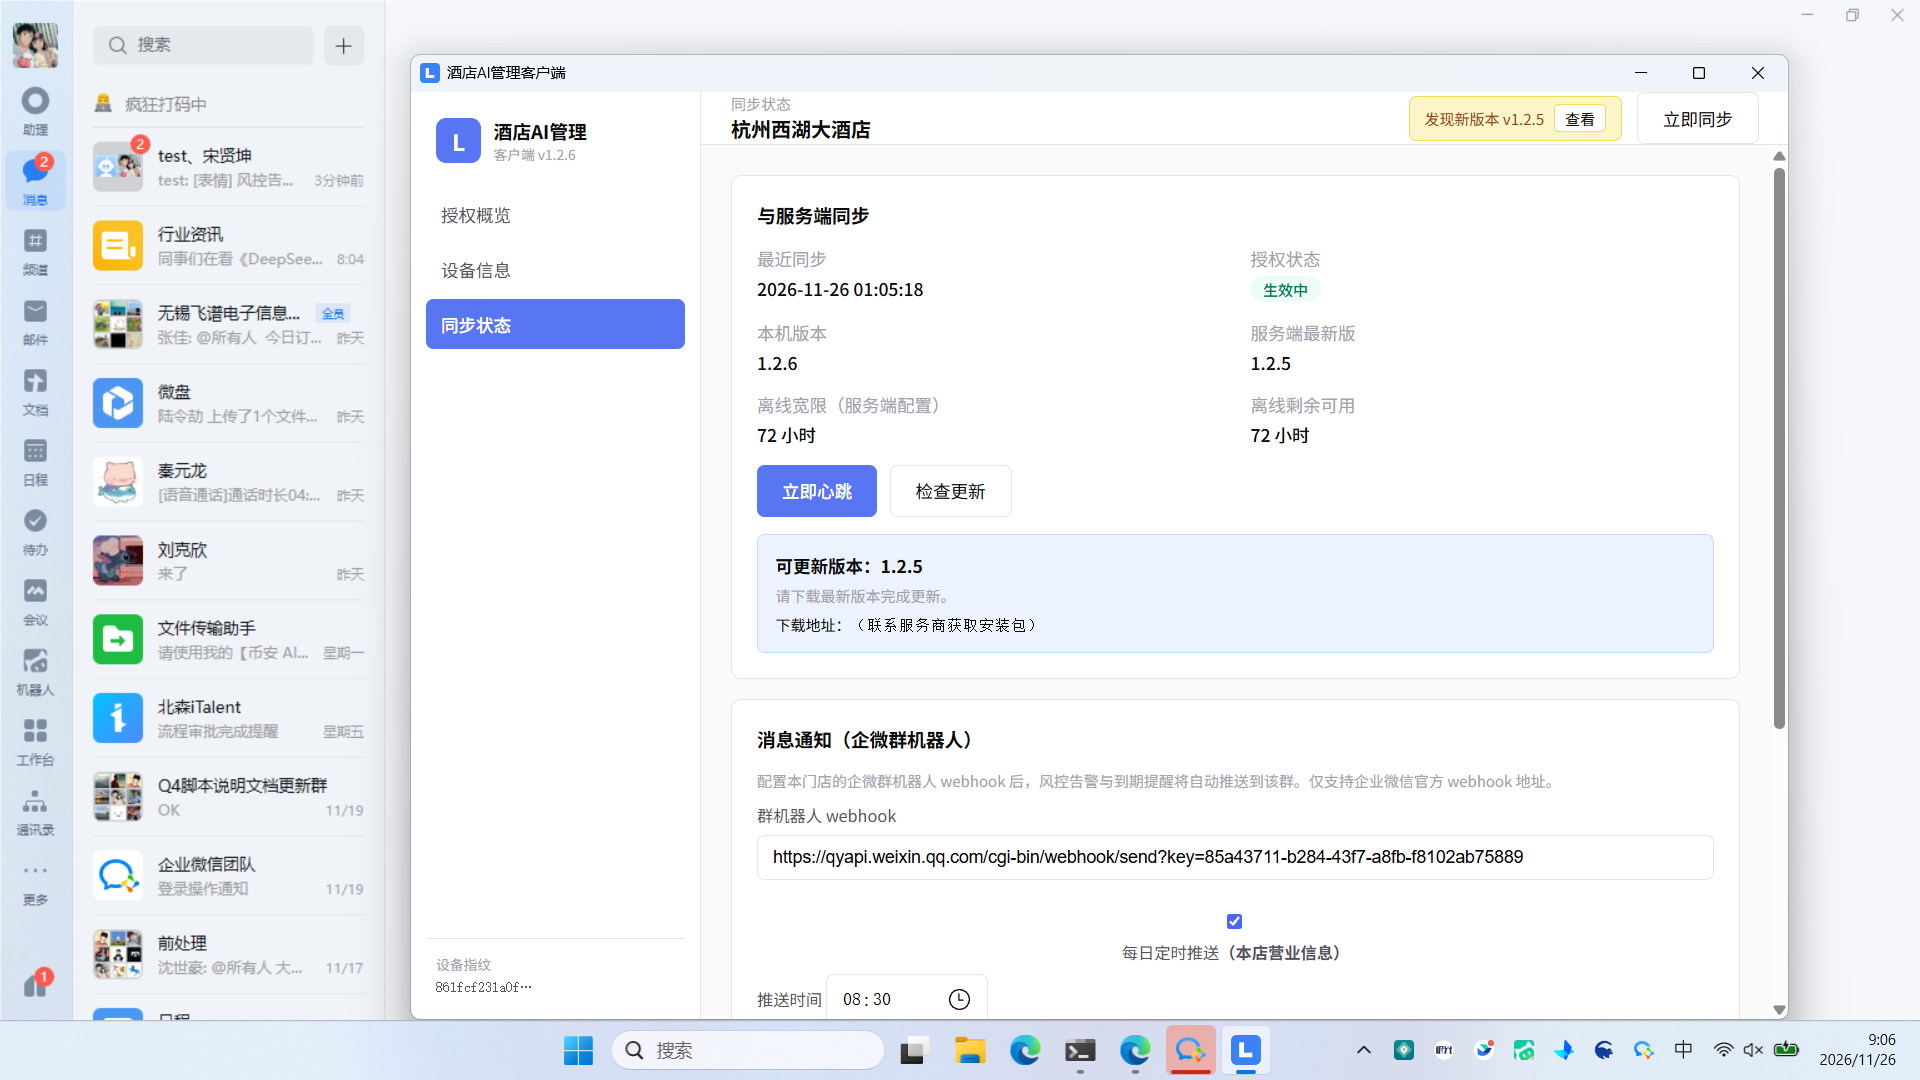 搜索
疯狂打码中
助理
2
消息
频道
邮件
文档
日程
待办
会议
机器人
工作台
通讯录
更多
1
2
test、宋贤坤
test: [表情] 风控告... 3分钟前
行业资讯
同事们在看《DeepSee... 8:04
无锡飞谱电子信息... 全员
张佳: @所有人 今日订... 昨天
微盘
陆令劼 上传了1个文件... 昨天
秦元龙
[语音通话]通话时长04:... 昨天
刘克欣
来了 昨天
文件传输助手
请使用我的【币安 AI... 星期一
北森iTalent
流程审批完成提醒 星期五
Q4脚本说明文档更新群
OK 11/19
企业微信团队
登录操作通知 11/19
前处理
沈世豪: @所有人 大... 11/17
L 酒店AI管理客户端
L
酒店AI管理
客户端 v1.2.6
授权概览
设备信息
同步状态
设备指纹
861fcf231a0f…
同步状态
杭州西湖大酒店
发现新版本 v1.2.5 查看 立即同步
与服务端同步
最近同步 授权状态
2026-11-26 01:05:18 生效中
本机版本 服务端最新版
1.2.6 1.2.5
离线宽限（服务端配置） 离线剩余可用
72 小时 72 小时
立即心跳 检查更新
可更新版本：1.2.5
请下载最新版本完成更新。
下载地址：（联系服务商获取安装包）
消息通知（企微群机器人）
配置本门店的企微群机器人 webhook 后，风控告警与到期提醒将自动推送到该群。仅支持企业微信官方 webhook 地址。
群机器人 webhook
https://qyapi.weixin.qq.com/cgi-bin/webhook/send?key=85a43711-b284-43f7-a8fb-f8102ab75889
每日定时推送（本店营业信息）
推送时间 08:30
搜索
L
中
9:06
2026/11/26